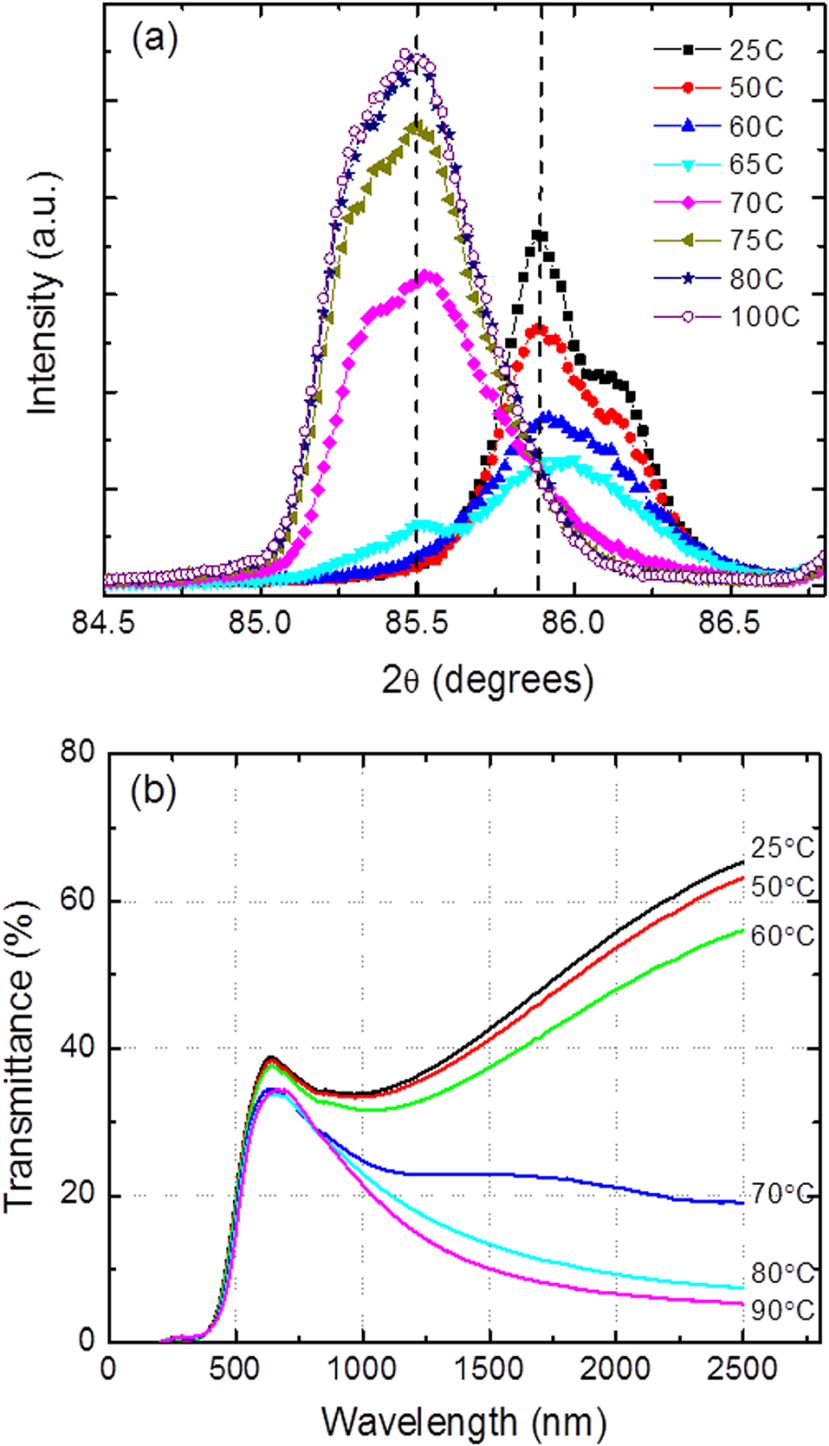 (a)
25C
50C
60C
65C
70C
75C
80C
100C
Intensity (a.u.)
84.5 85.0 85.5 86.0 86.5
2θ (degrees)
(b)
80
60
40
20
0
Transmittance (%)
25°C
50°C
60°C
70°C
80°C
90°C
0 500 1000 1500 2000 2500
Wavelength (nm)